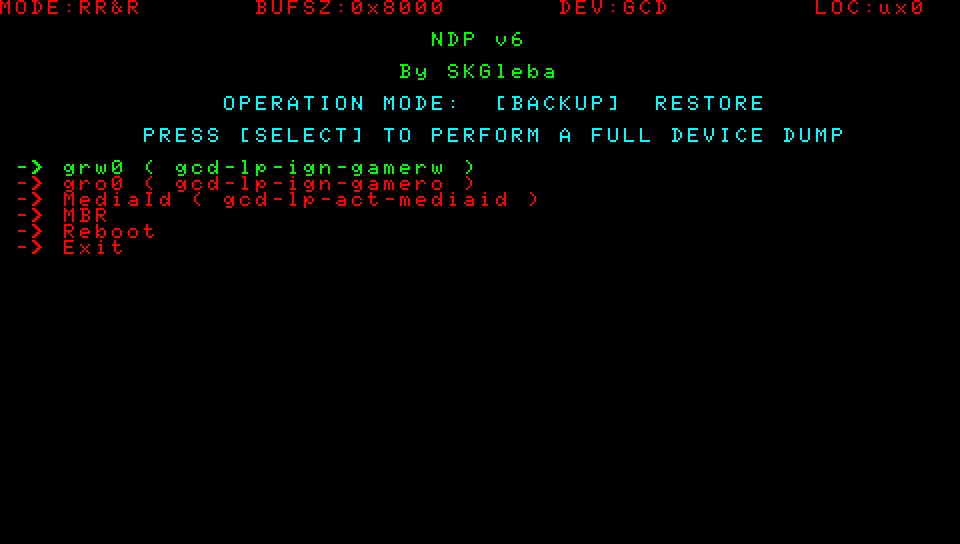 MODE:RR&R BUFSZ:0x8000 DEV:GCD LOC:ux0
NDP v6
By SKGleba
OPERATION MODE: [BACKUP] RESTORE
PRESS [SELECT] TO PERFORM A FULL DEVICE DUMP
-> grw0 ( gcd-lp-ign-gamerw )
-> gro0 ( gcd-lp-ign-gamero )
-> MediaId ( gcd-lp-act-mediaid )
-> MBR
-> Reboot
-> Exit